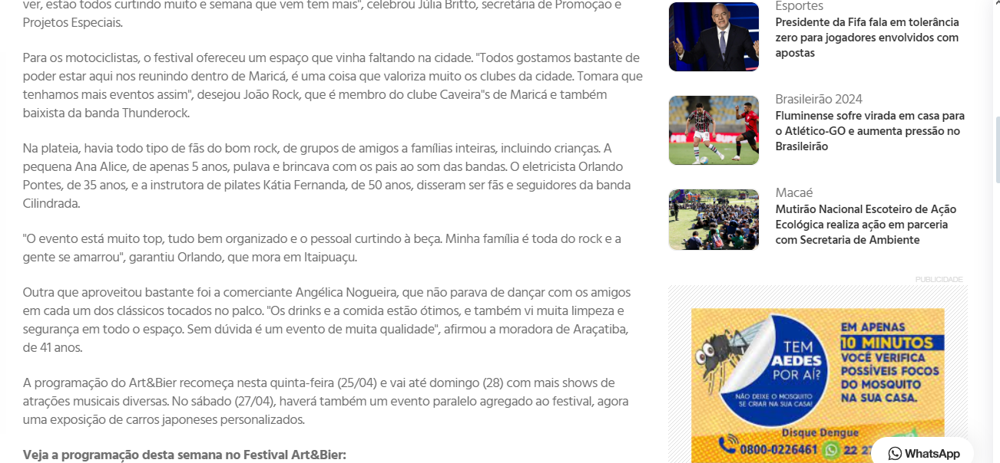 ver, estão todos curtindo muito e semana que vem tem mais", celebrou Júlia Britto, secretária de Promoção e
Projetos Especiais.
Para os motociclistas, o festival ofereceu um espaço que vinha faltando na cidade. "Todos gostamos bastante de
poder estar aqui nos reunindo dentro de Maricá, é uma coisa que valoriza muito os clubes da cidade. Tomara que
tenhamos mais eventos assim", desejou João Rock, que é membro do clube Caveira"s de Maricá e também
baixista da banda Thunderock.
Na plateia, havia todo tipo de fãs do bom rock, de grupos de amigos a famílias inteiras, incluindo crianças. A
pequena Ana Alice, de apenas 5 anos, pulava e brincava com os pais ao som das bandas. O eletricista Orlando
Pontes, de 35 anos, e a instrutora de pilates Kátia Fernanda, de 50 anos, disseram ser fãs e seguidores da banda
Cilindrada.
"O evento está muito top, tudo bem organizado e o pessoal curtindo à beça. Minha família é toda do rock e a
gente se amarrou", garantiu Orlando, que mora em Itaipuaçu.
Outra que aproveitou bastante foi a comerciante Angélica Nogueira, que não parava de dançar com os amigos
em cada um dos clássicos tocados no palco. "Os drinks e a comida estão ótimos, e também vi muita limpeza e
segurança em todo o espaço. Sem dúvida é um evento de muita qualidade", afirmou a moradora de Araçatiba,
de 41 anos.
A programação do Art&Bier recomeça nesta quinta-feira (25/04) e vai até domingo (28) com mais shows de
atrações musicais diversas. No sábado (27/04), haverá também um evento paralelo agregado ao festival, agora
uma exposição de carros japoneses personalizados.
Veja a programação desta semana no Festival Art&Bier:
Esportes
Presidente da Fifa fala em tolerância
zero para jogadores envolvidos com
apostas
Brasileirão 2024
Fluminense sofre virada em casa para
o Atlético-GO e aumenta pressão no
Brasileirão
Macaé
Mutirão Nacional Escoteiro de Ação
Ecológica realiza ação em parceria
com Secretaria de Ambiente
PUBLICIDADE
TEM
AEDES
POR AÍ?
NÃO DEIXE O MOSQUITO
SE CRIAR NA SUA CASA!
EM APENAS
10 MINUTOS
VOCÊ VERIFICA
POSSÍVEIS FOCOS
DO MOSQUITO
NA SUA CASA.
Disque Dengue
0800-0226461 22
WhatsApp